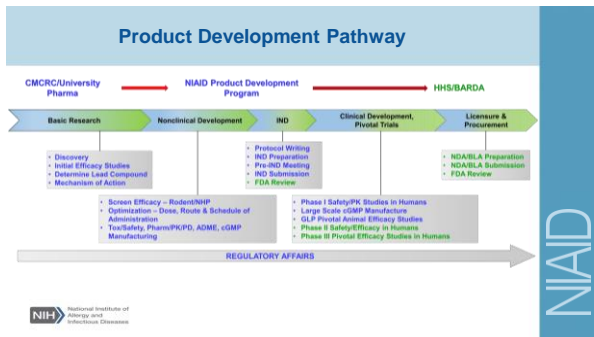 Product Development Pathway
CMCRC/University
Pharma
NIAID Product Development
Program
HHS/BARDA
Basic Research
Nonclinical Development
IND
Clinical Development,
Pivotal Trials
Licensure &
Procurement
• Discovery
• Initial Efficacy Studies
• Determine Lead Compound
• Mechanism of Action
• Screen Efficacy – Rodent/NHP
• Optimization – Dose, Route & Schedule of
Administration
• Tox/Safety, Pharm/PK/PD, ADME, cGMP
Manufacturing
• Protocol Writing
• IND Preparation
• Pre-IND Meeting
• IND Submission
• FDA Review
• Phase I Safety/PK Studies in Humans
• Large Scale cGMP Manufacture
• GLP Pivotal Animal Efficacy Studies
• Phase II Safety/Efficacy in Humans
• Phase III Pivotal Efficacy Studies in Humans
• NDA/BLA Preparation
• NDA/BLA Submission
• FDA Review
REGULATORY AFFAIRS
NIH
National Institute of
Allergy and
Infectious Diseases
NIAID